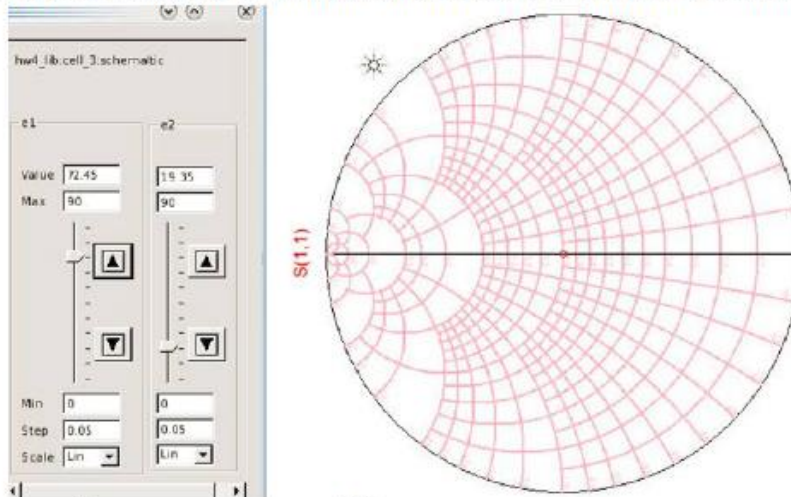 hw4_lib:cell_3:schematic
e1
e2
Value 72.45 19.35
Max 90 90
S(1,1)
Min 0 0
Step 0.05 0.05
Scale Lin Lin